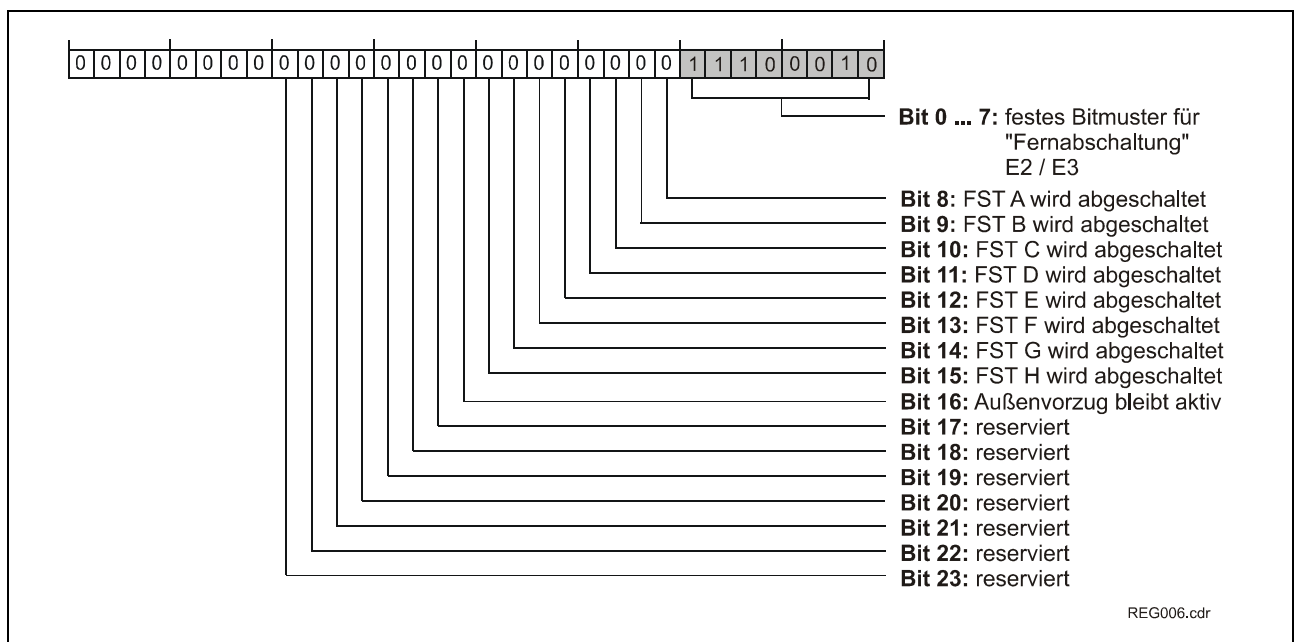 0 0 0 0 0 0 0 0 0 0 0 0 0 0 0 0 0 0 0 0 0 0 0 0 1 1 1 0 0 0 1 0
Bit 0 ... 7: festes Bitmuster für
"Fernabschaltung"
E2 / E3
Bit 8: FST A wird abgeschaltet
Bit 9: FST B wird abgeschaltet
Bit 10: FST C wird abgeschaltet
Bit 11: FST D wird abgeschaltet
Bit 12: FST E wird abgeschaltet
Bit 13: FST F wird abgeschaltet
Bit 14: FST G wird abgeschaltet
Bit 15: FST H wird abgeschaltet
Bit 16: Außenvorzug bleibt aktiv
Bit 17: reserviert
Bit 18: reserviert
Bit 19: reserviert
Bit 20: reserviert
Bit 21: reserviert
Bit 22: reserviert
Bit 23: reserviert
REG006.cdr